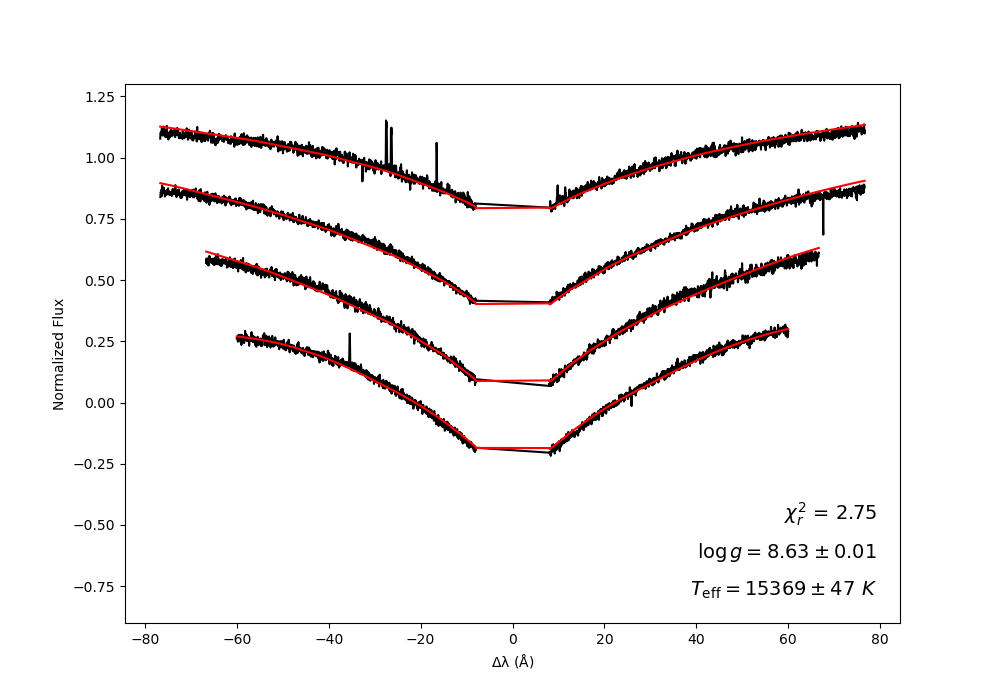 1.25
1.00
0.75
0.50
0.25
0.00
−0.25
−0.50
−0.75
Normalized Flux
χ²ᵣ = 2.75
log g = 8.63 ± 0.01
T_eff = 15369 ± 47 K
−80 −60 −40 −20 0 20 40 60 80
Δλ (Å)